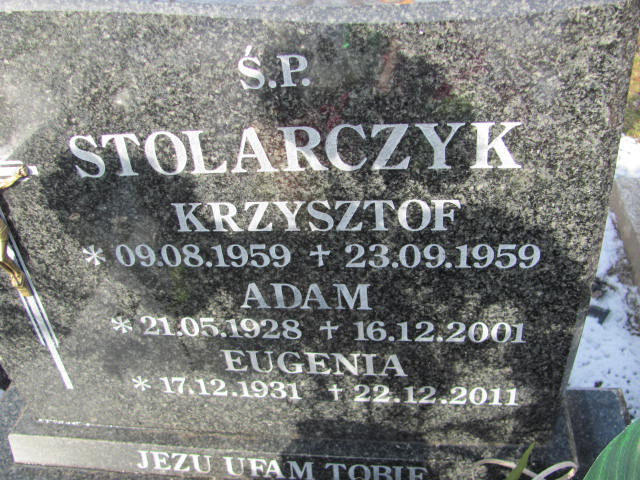 Ś.P.
STOLARCZYK
KRZYSZTOF
* 09.08.1959 † 23.09.1959
ADAM
* 21.05.1928 † 16.12.2001
EUGENIA
* 17.12.1931 † 22.12.2011
JEZU UFAM TOBIE